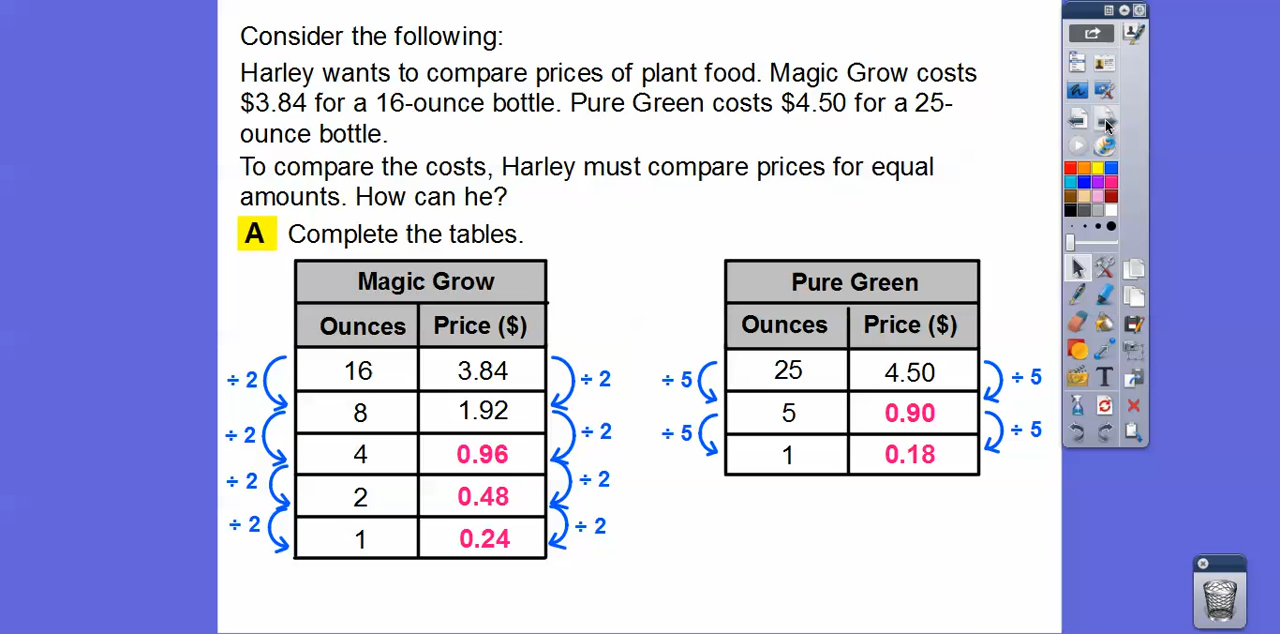 Consider the following:
Harley wants to compare prices of plant food. Magic Grow costs
$3.84 for a 16-ounce bottle. Pure Green costs $4.50 for a 25-
ounce bottle.
To compare the costs, Harley must compare prices for equal
amounts. How can he?
A Complete the tables.
Magic Grow
Ounces Price ($)
÷ 2 16 3.84 ÷ 2
8 1.92
÷ 2 4 0.96 ÷ 2
÷ 2 2 0.48 ÷ 2
÷ 2 1 0.24 ÷ 2
Pure Green
Ounces Price ($)
÷ 5 25 4.50 ÷ 5
5 0.90
÷ 5 1 0.18 ÷ 5
T